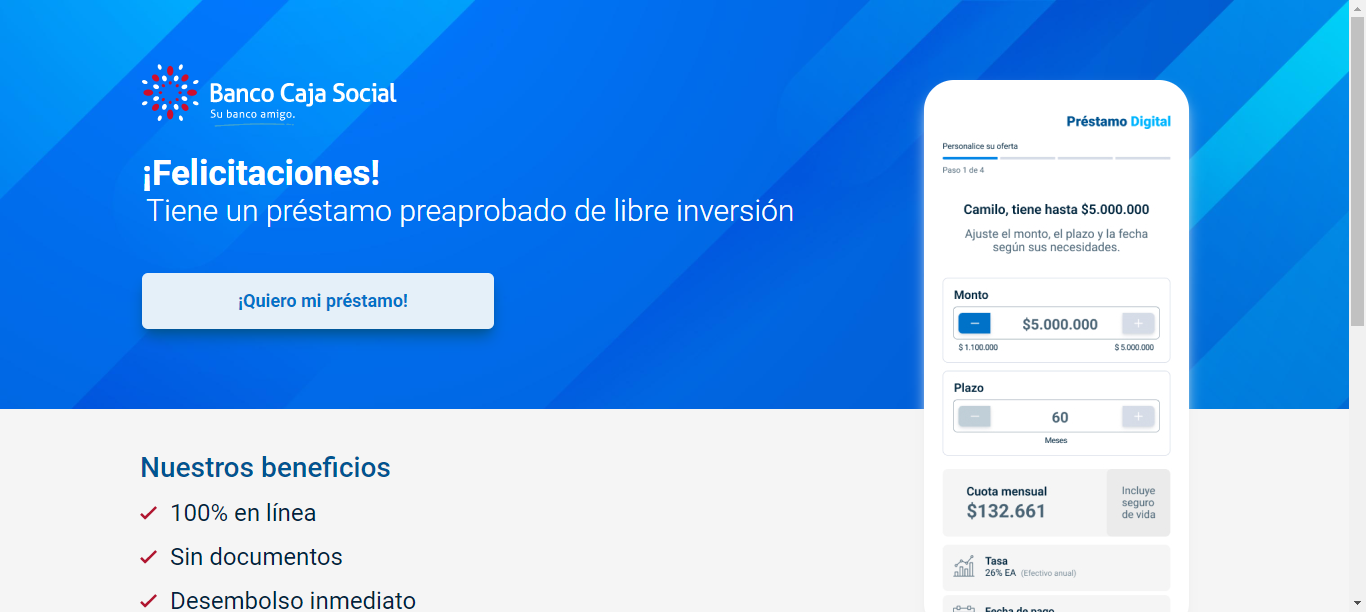 Banco Caja Social
Su banco amigo.
¡Felicitaciones!
Tiene un préstamo preaprobado de libre inversión
¡Quiero mi préstamo!
Nuestros beneficios
100% en línea
Sin documentos
Desembolso inmediato
Préstamo Digital
Personalice su oferta
Paso 1 de 4
Camilo, tiene hasta $5.000.000
Ajuste el monto, el plazo y la fecha
según sus necesidades.
Monto
$5.000.000
$ 1.100.000 $ 5.000.000
Plazo
60
Meses
Cuota mensual
$132.661
Incluye
seguro
de vida
Tasa
26% EA (Efectivo anual)
Fecha de pago